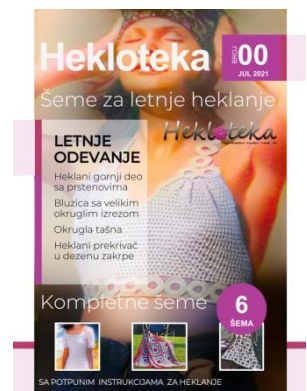 Hekloteka
BROJ
00
JUL 2021
Šeme za letnje heklanje
Hekloteka
LETNJE
ODEVANJE
Heklani gornji deo
sa prstenovima
Bluzica sa velikim
okruglim izrezom
Okrugla tašna
Heklani prekrivač
u dezenu zakrpe
Kompletne šeme
6
ŠEMA
SA POTPUNIM INSTRUKCIJAMA ZA HEKLANJE